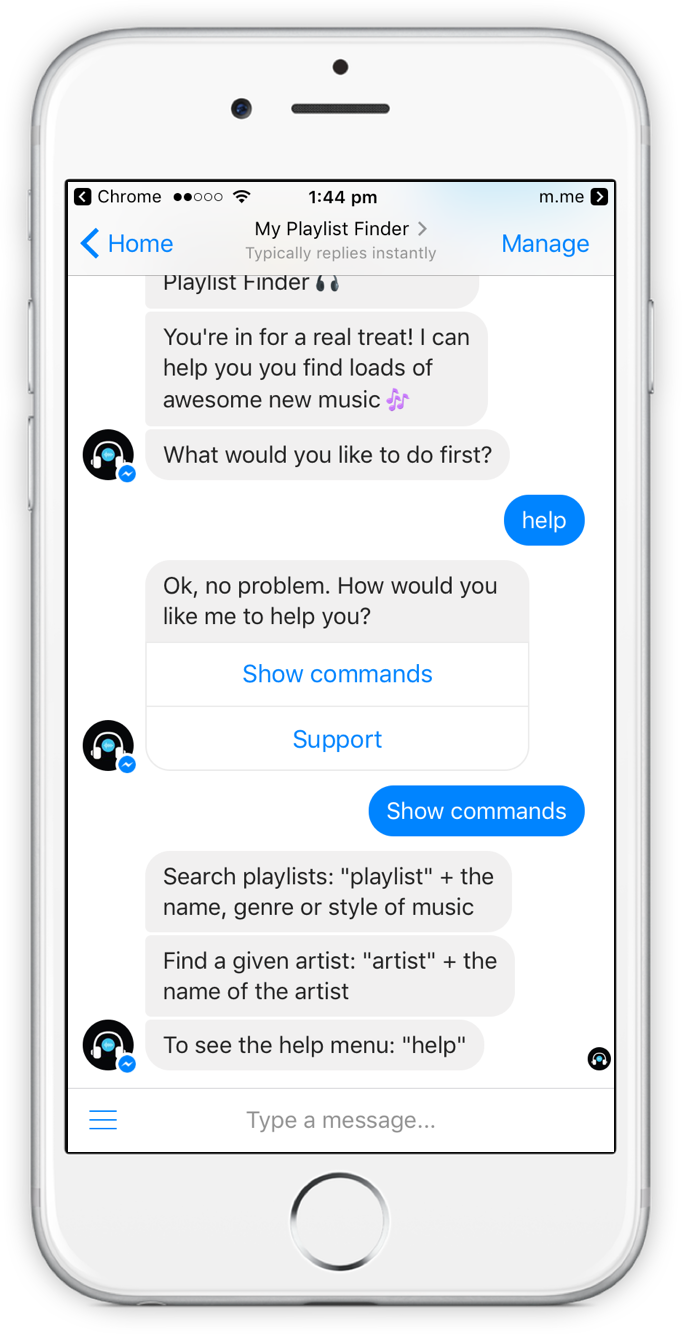 Chrome 1:44 pm m.me
Home My Playlist Finder Manage
Typically replies instantly
Playlist Finder 🎧
You're in for a real treat! I can
help you you find loads of
awesome new music 🎶
What would you like to do first?
help
Ok, no problem. How would you
like me to help you?
Show commands
Support
Show commands
Search playlists: "playlist" + the
name, genre or style of music
Find a given artist: "artist" + the
name of the artist
To see the help menu: "help"
Type a message...